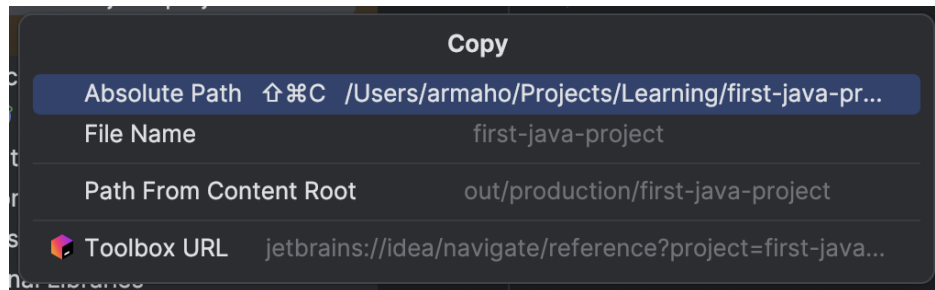 Copy
Absolute Path ⇧⌘C /Users/armaho/Projects/Learning/first-java-pr...
File Name first-java-project
Path From Content Root out/production/first-java-project
Toolbox URL jetbrains://idea/navigate/reference?project=first-java...